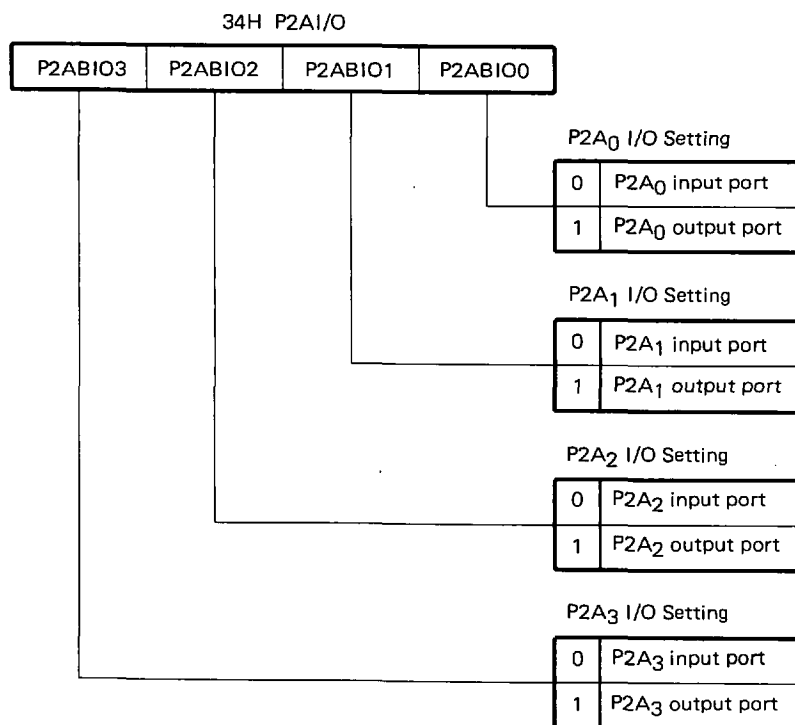 34H P2AI/O
P2ABIO3 P2ABIO2 P2ABIO1 P2ABIO0
P2A0 I/O Setting
0 P2A0 input port
1 P2A0 output port
P2A1 I/O Setting
0 P2A1 input port
1 P2A1 output port
P2A2 I/O Setting
0 P2A2 input port
1 P2A2 output port
P2A3 I/O Setting
0 P2A3 input port
1 P2A3 output port